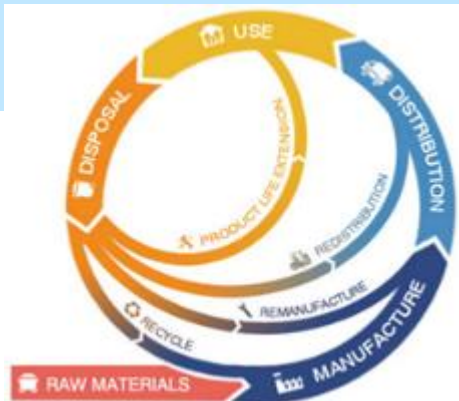 USE
DISTRIBUTION
DISPOSAL
PRODUCT LIFE EXTENSION
REDISTRIBUTION
REMANUFACTURE
RECYCLE
MANUFACTURE
RAW MATERIALS